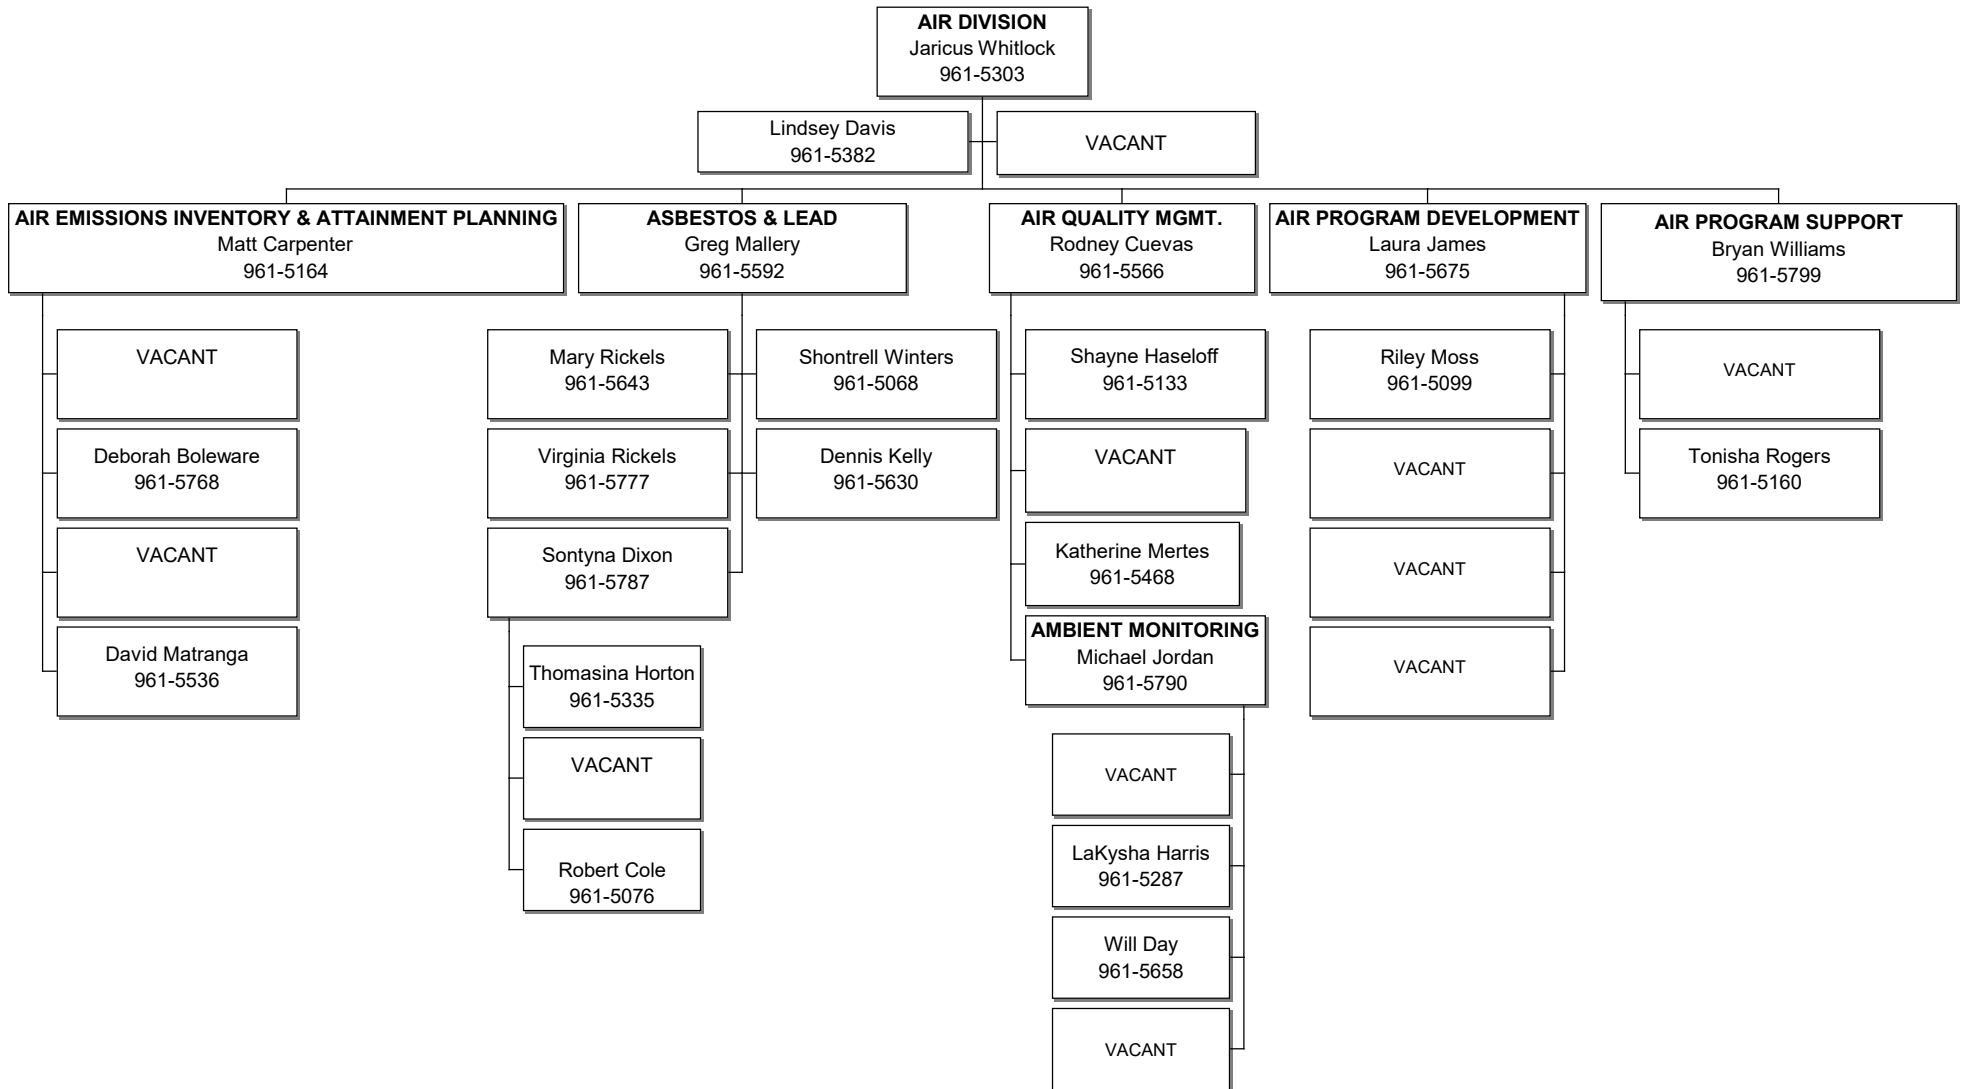 AIR DIVISION
Jaricus Whitlock
961-5303
Lindsey Davis
961-5382
VACANT
AIR EMISSIONS INVENTORY & ATTAINMENT PLANNING
Matt Carpenter
961-5164
ASBESTOS & LEAD
Greg Mallery
961-5592
AIR QUALITY MGMT.
Rodney Cuevas
961-5566
AIR PROGRAM DEVELOPMENT
Laura James
961-5675
AIR PROGRAM SUPPORT
Bryan Williams
961-5799
VACANT
Deborah Boleware
961-5768
VACANT
David Matranga
961-5536
Mary Rickels
961-5643
Shontrell Winters
961-5068
Virginia Rickels
961-5777
Dennis Kelly
961-5630
Sontyna Dixon
961-5787
Thomasina Horton
961-5335
VACANT
Robert Cole
961-5076
Shayne Haseloff
961-5133
VACANT
Katherine Mertes
961-5468
AMBIENT MONITORING
Michael Jordan
961-5790
VACANT
LaKysha Harris
961-5287
Will Day
961-5658
VACANT
Riley Moss
961-5099
VACANT
VACANT
VACANT
VACANT
Tonisha Rogers
961-5160